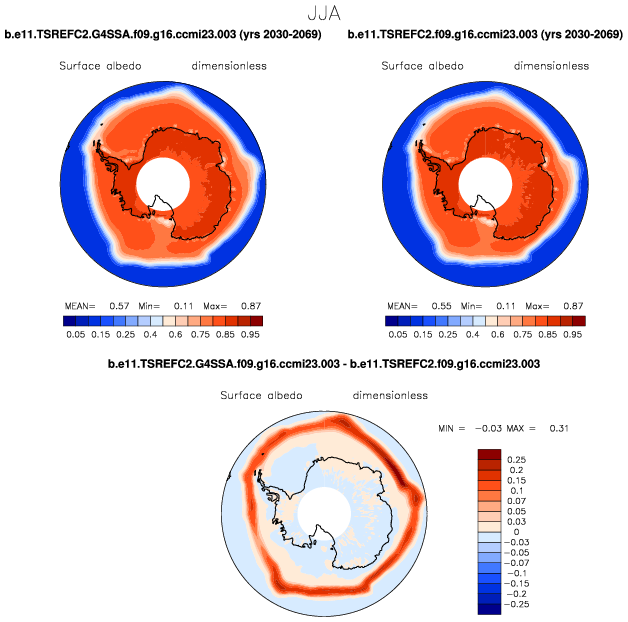 JJA
b.e11.TSREFC2.G4SSA.f09.g16.ccmi23.003 (yrs 2030-2069)
b.e11.TSREFC2.f09.g16.ccmi23.003 (yrs 2030-2069)
Surface albedo dimensionless
Surface albedo dimensionless
MEAN= 0.57 Min= 0.11 Max= 0.87
MEAN= 0.55 Min= 0.11 Max= 0.87
0.05 0.15 0.25 0.4 0.6 0.75 0.85 0.95
0.05 0.15 0.25 0.4 0.6 0.75 0.85 0.95
b.e11.TSREFC2.G4SSA.f09.g16.ccmi23.003 - b.e11.TSREFC2.f09.g16.ccmi23.003
Surface albedo dimensionless
MIN = -0.03 MAX = 0.31
0.25
0.2
0.15
0.1
0.07
0.05
0.03
0
-0.03
-0.05
-0.07
-0.1
-0.15
-0.2
-0.25